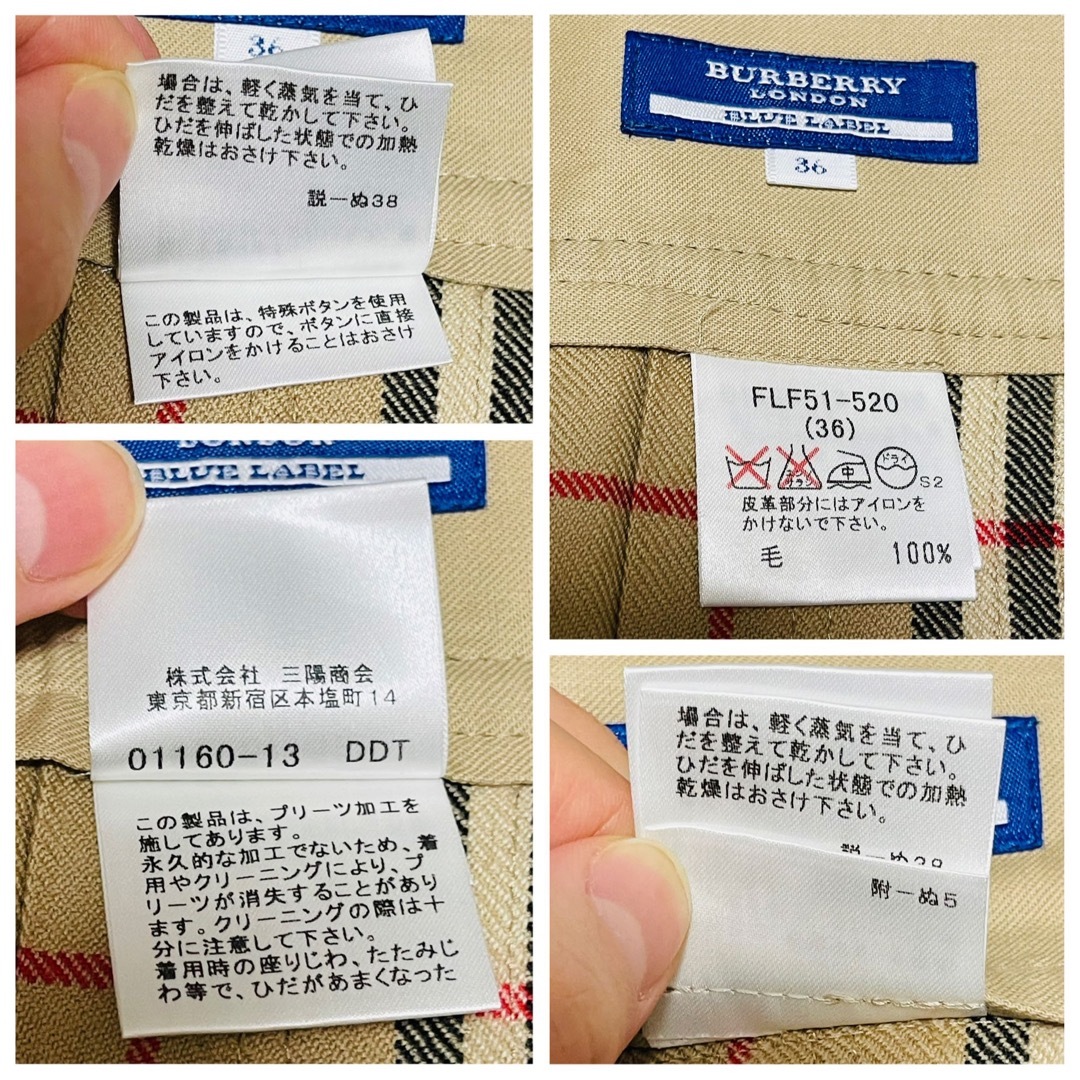 36
場合は、軽く蒸気を当て、ひ
だを整えて乾かして下さい。
ひだを伸ばした状態での加熱
乾燥はおさけ下さい。
説ーぬ38
この製品は、特殊ボタンを使用
していますので、ボタンに直接
アイロンをかけることはおさけ
下さい。
BURBERRY
LONDON
BLUE LABEL
36
FLF51-520
(36)
中
ドライ
S2
皮革部分にはアイロンを
かけないで下さい。
毛 100%
LONDON
BLUE LABEL
株式会社 三陽商会
東京都新宿区本塩町14
01160-13 DDT
この製品は、プリーツ加工を
施してあります。
永久的な加工でないため、着
用やクリーニングにより、プ
リーツが消失することがあり
ます。クリーニングの際は十
分に注意して下さい。
着用時の座りじわ、たたみじ
わ等で、ひだがあまくなった
場合は、軽く蒸気を当て、ひ
だを整えて乾かして下さい。
ひだを伸ばした状態での加熱
乾燥はおさけ下さい。
説ーぬ38
附ーぬ5